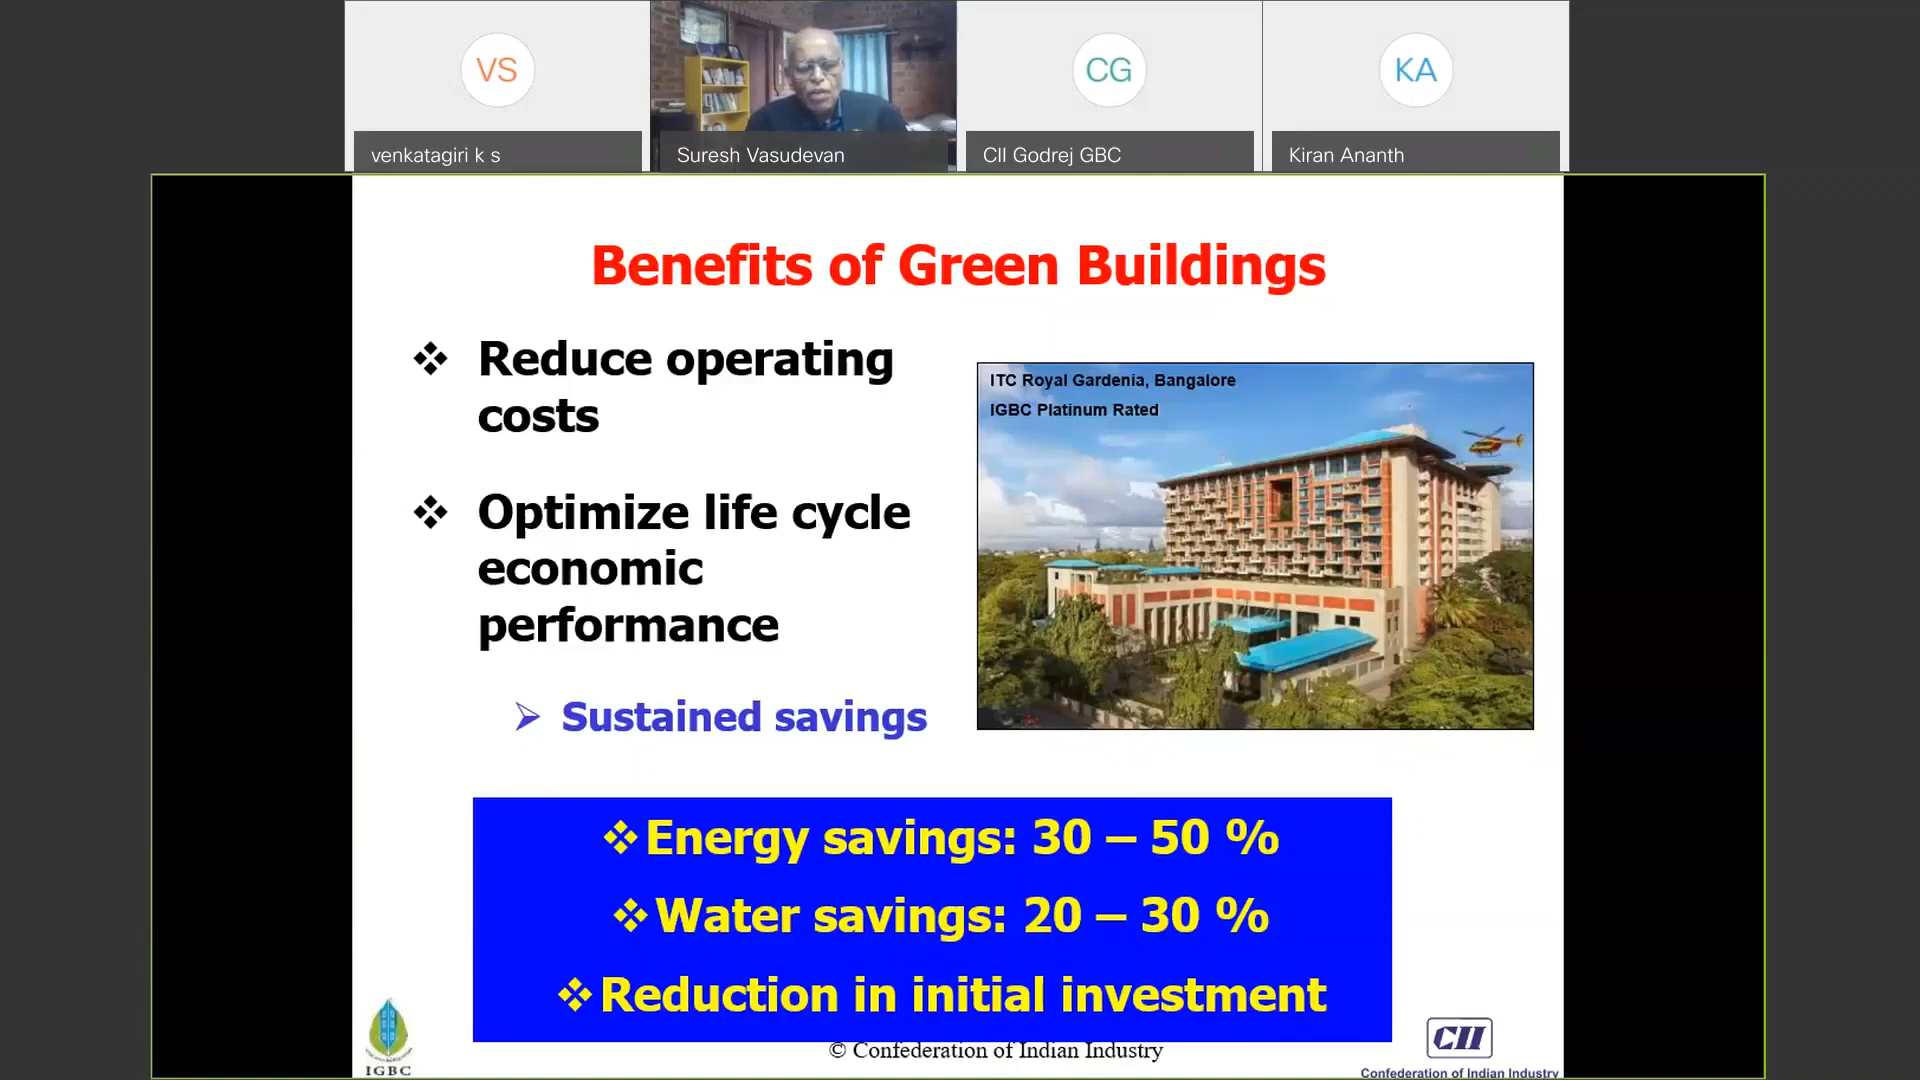 VS
CG
KA
venkatagiri k s
Suresh Vasudevan
CII Godrej GBC
Kiran Ananth
Benefits of Green Buildings
❖ Reduce operating
costs
❖ Optimize life cycle
economic
performance
➢ Sustained savings
ITC Royal Gardenia, Bangalore
IGBC Platinum Rated
❖Energy savings: 30 – 50 %
❖Water savings: 20 – 30 %
❖Reduction in initial investment
IGBC
© Confederation of Indian Industry
CII
Confederation of Indian Industry